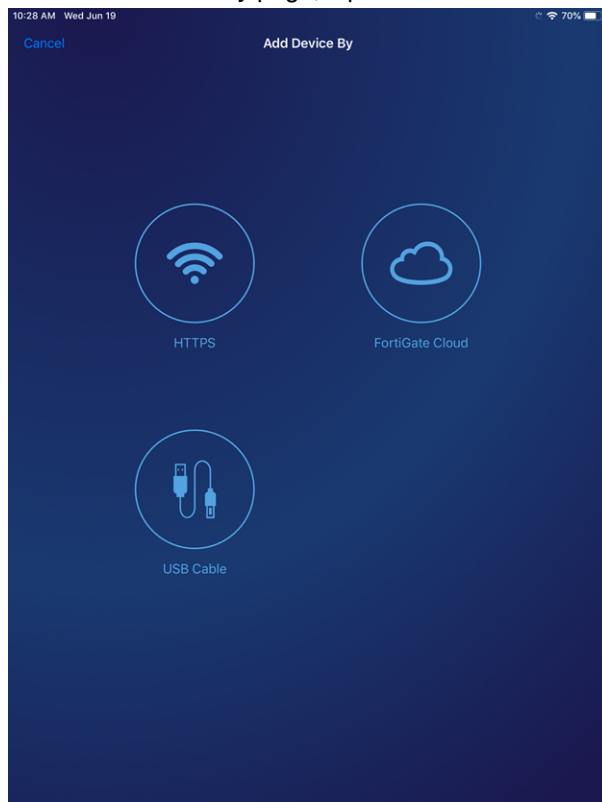 10:28 AM Wed Jun 19
70%
Cancel
Add Device By
HTTPS
FortiGate Cloud
USB Cable